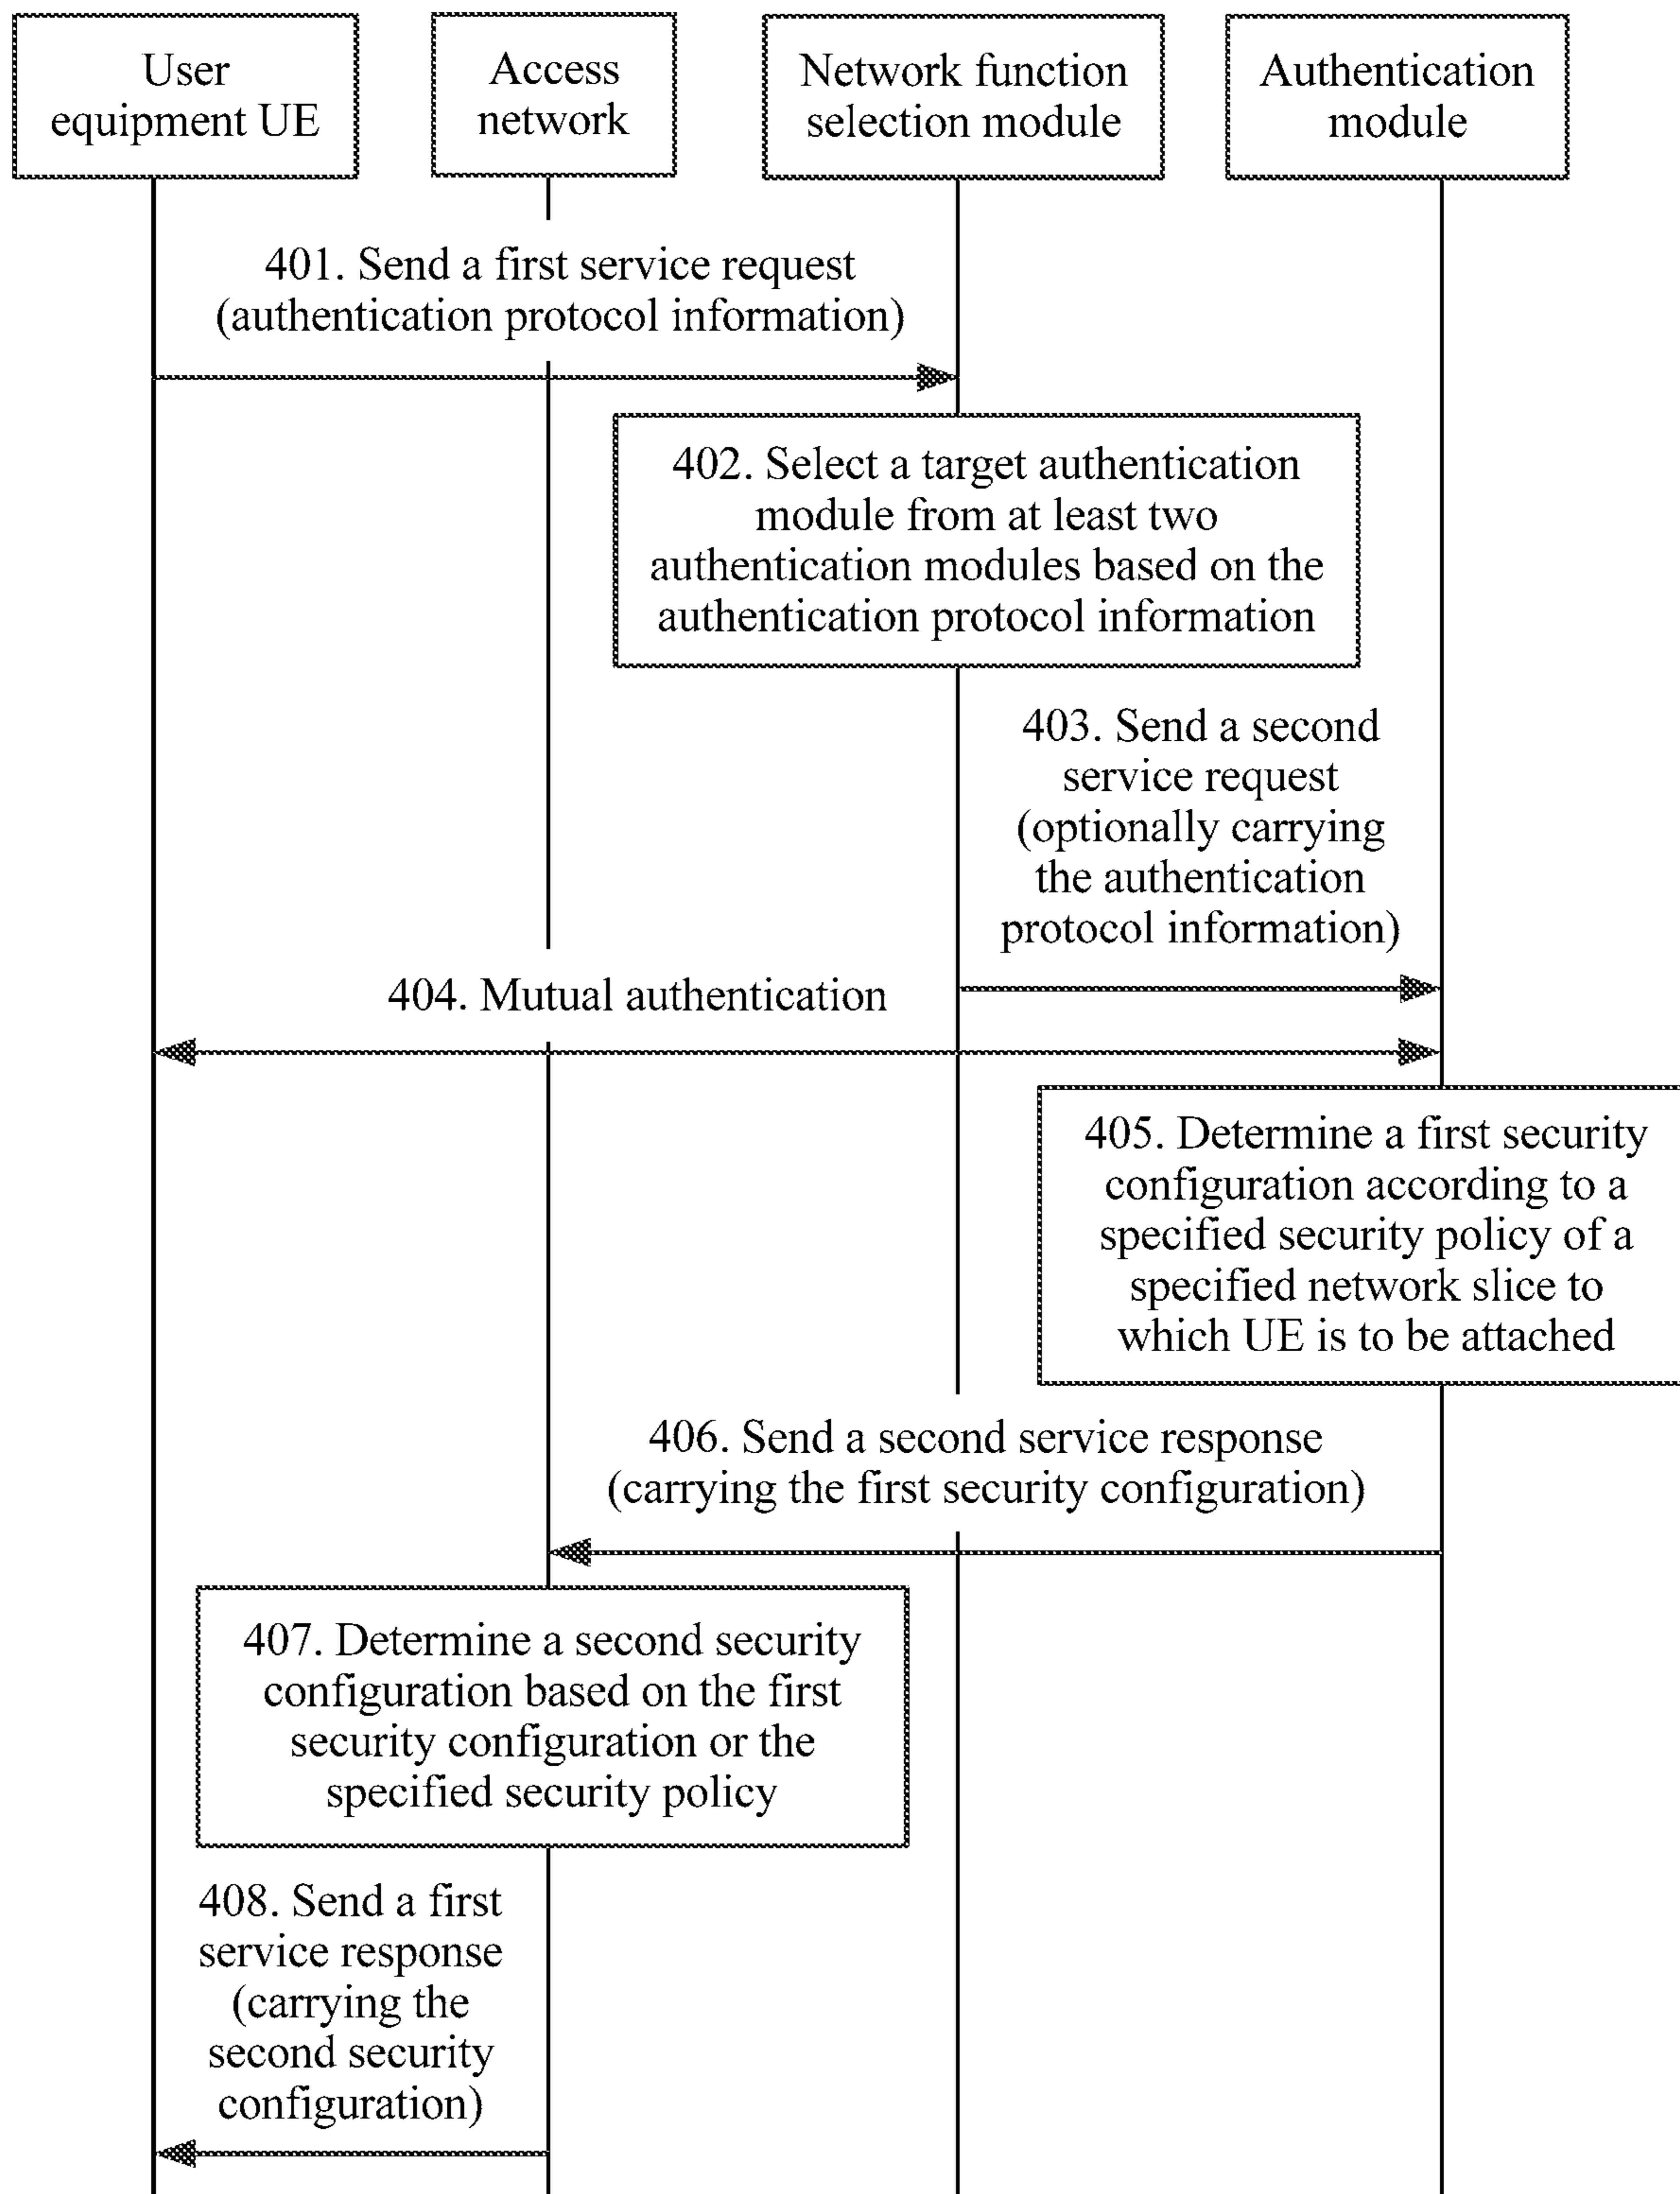 User
equipment UE
Access
network
Network function
selection module
Authentication
module
401. Send a first service request
(authentication protocol information)
402. Select a target authentication
module from at least two
authentication modules based on the
authentication protocol information
403. Send a second
service request
(optionally carrying
the authentication
protocol information)
404. Mutual authentication
405. Determine a first security
configuration according to a
specified security policy of a
specified network slice to
which UE is to be attached
406. Send a second service response
(carrying the first security configuration)
407. Determine a second security
configuration based on the first
security configuration or the
specified security policy
408. Send a first
service response
(carrying the
second security
configuration)